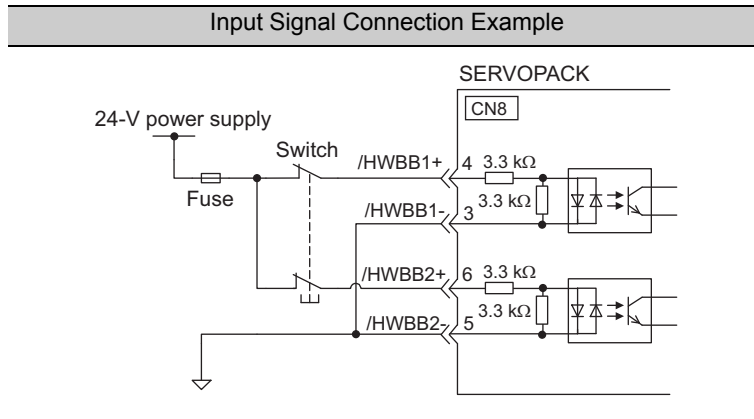 Input Signal Connection Example
SERVOPACK
CN8
24-V power supply
Switch
Fuse
/HWBB1+ 4 3.3 kΩ
3.3 kΩ
/HWBB1- 3
/HWBB2+ 6 3.3 kΩ
3.3 kΩ
/HWBB2- 5